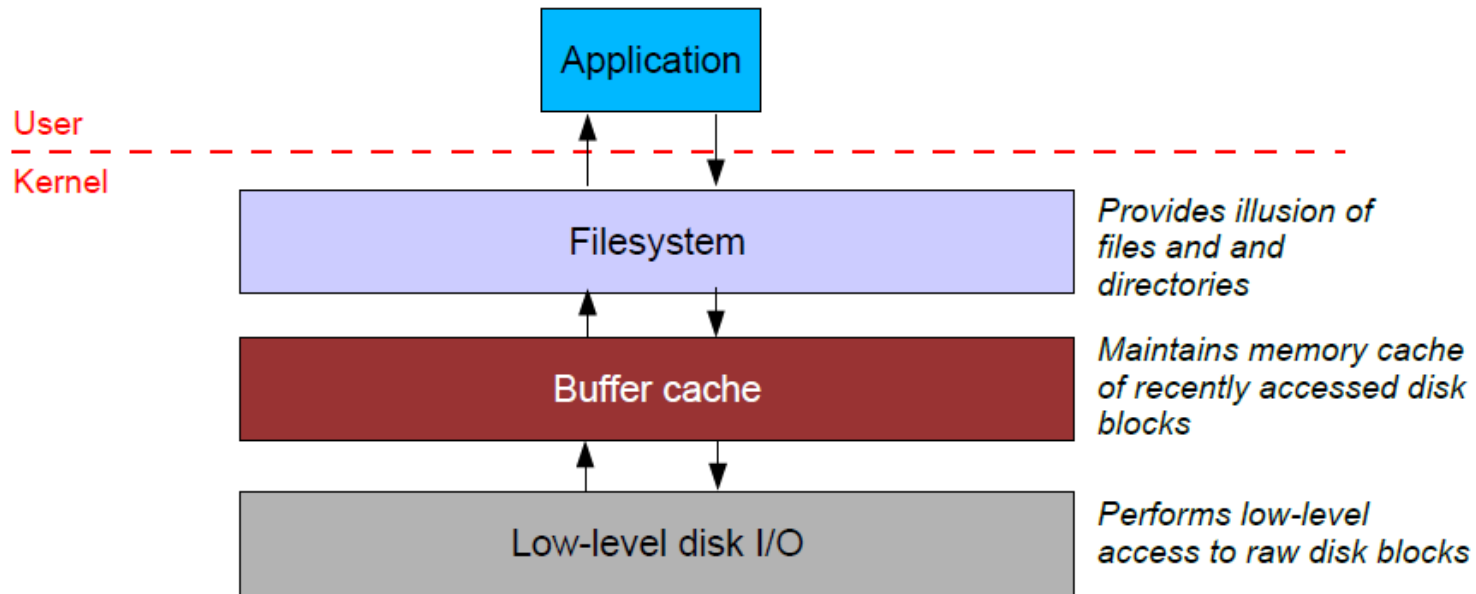 Application
User
Kernel
Filesystem
Provides illusion of
files and and
directories
Buffer cache
Maintains memory cache
of recently accessed disk
blocks
Low-level disk I/O
Performs low-level
access to raw disk blocks